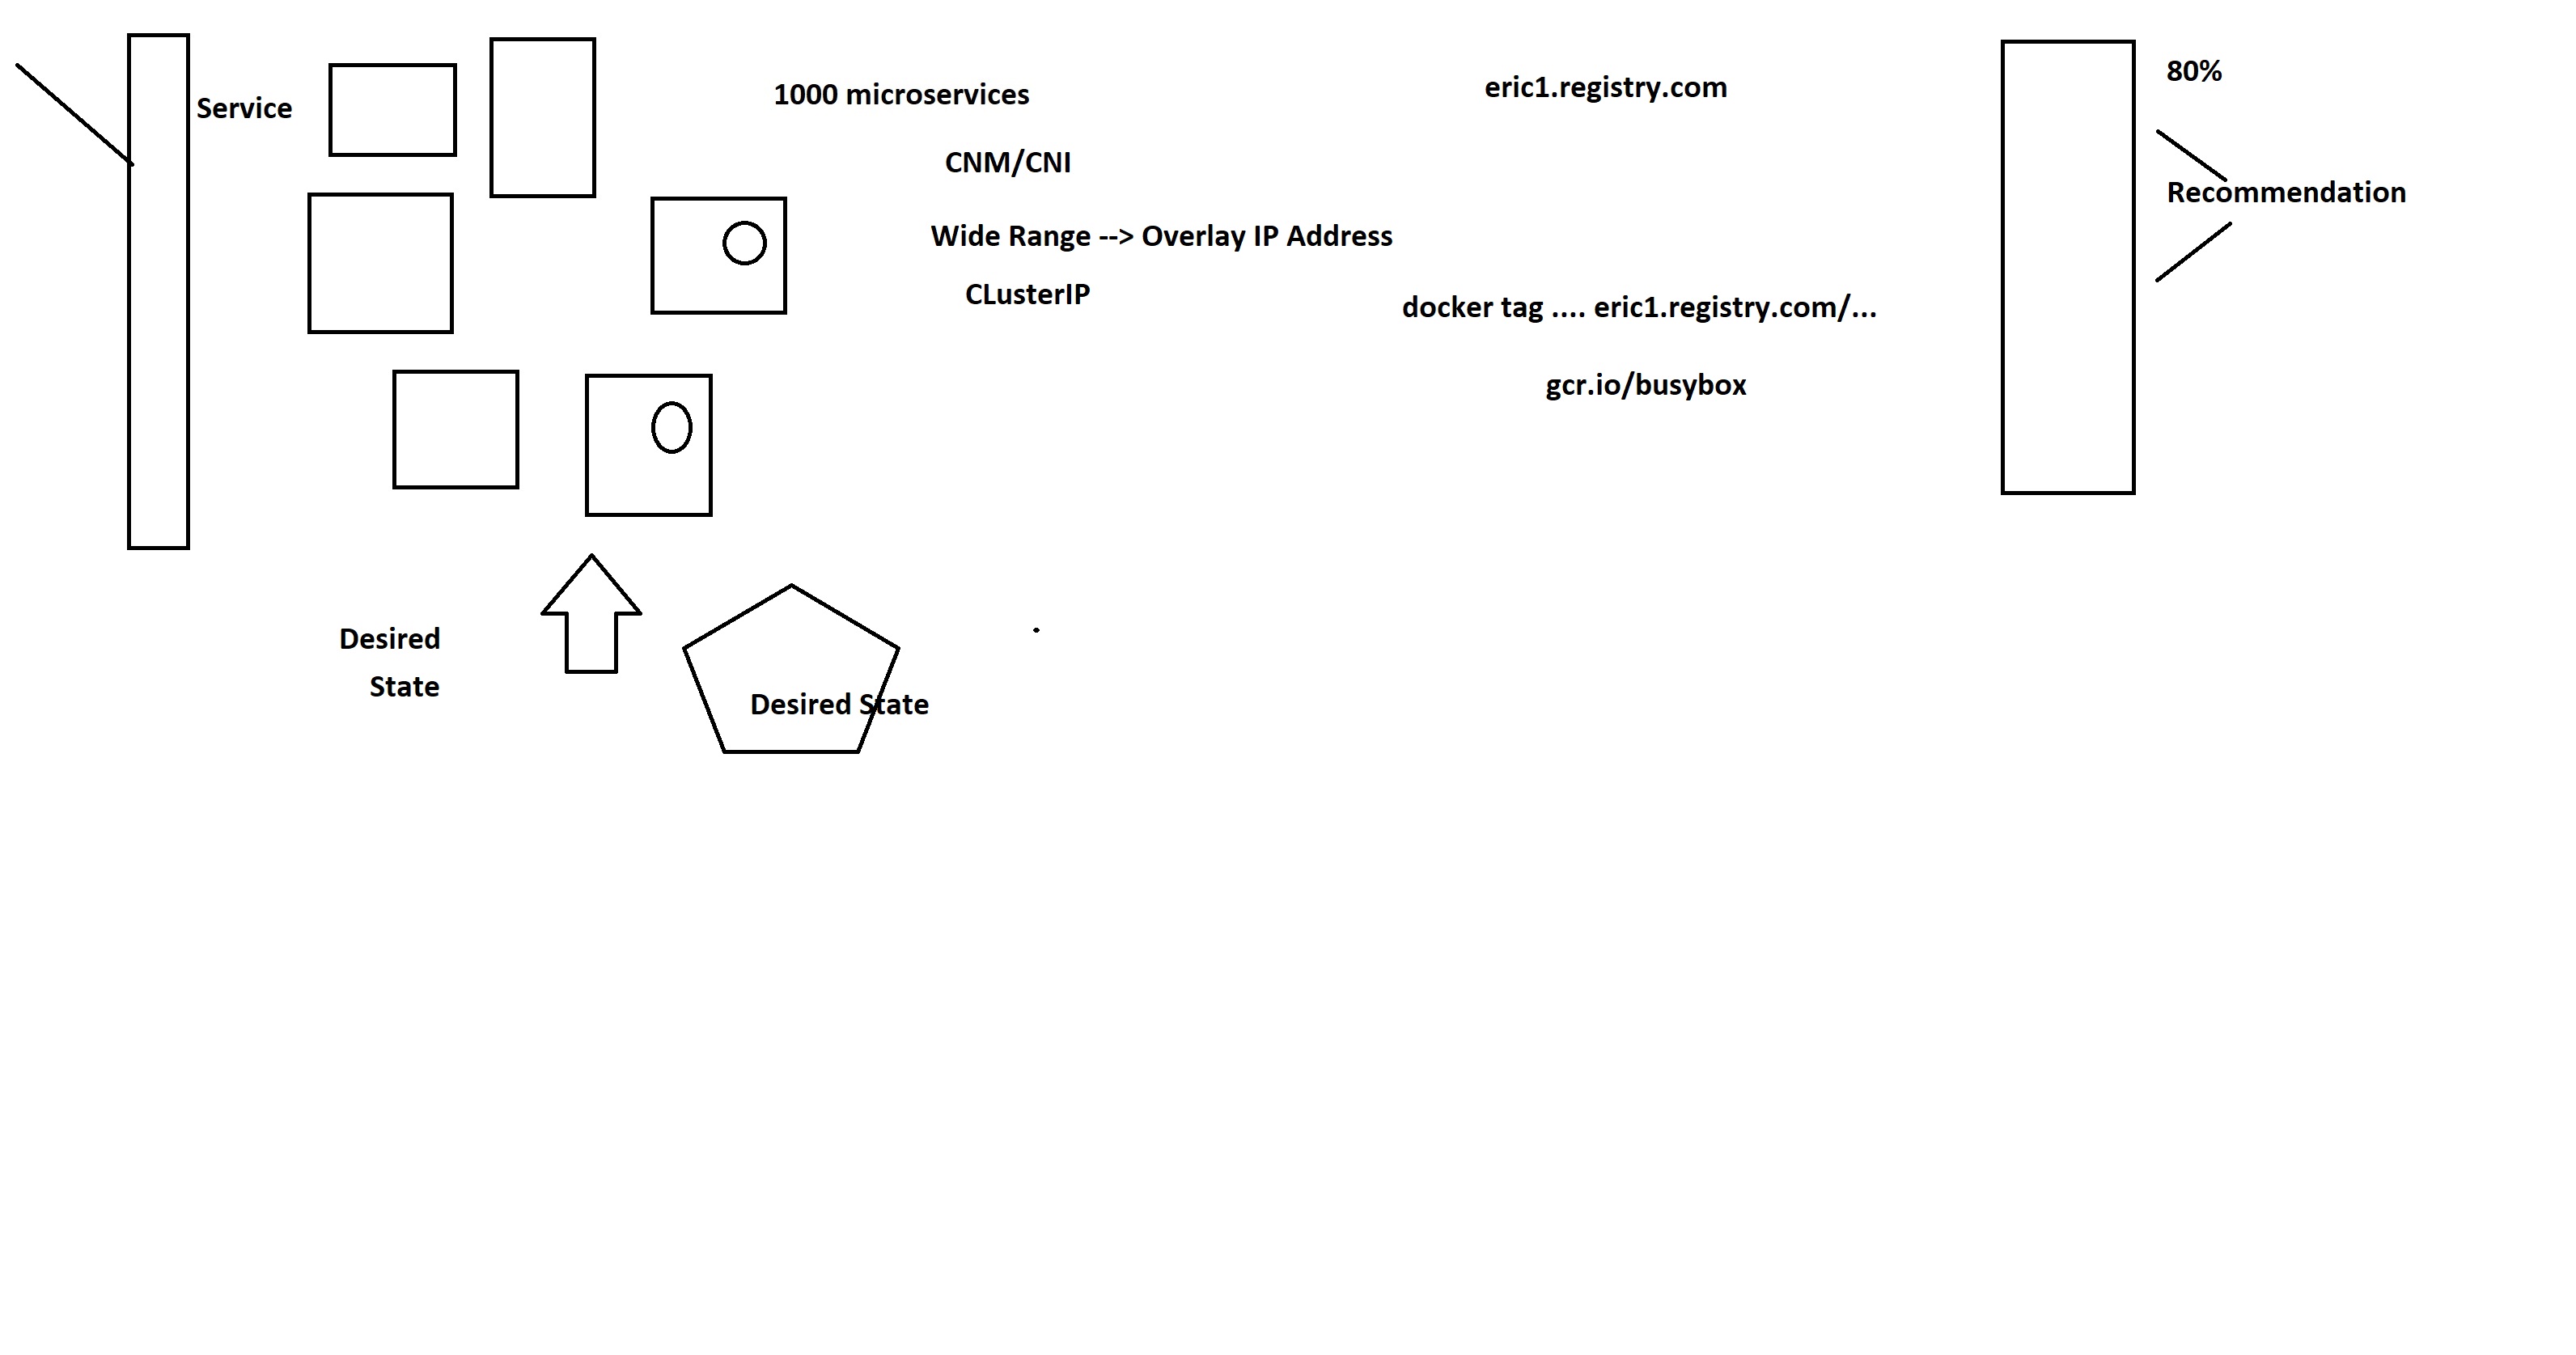 Service
1000 microservices
CNM/CNI
Wide Range --> Overlay IP Address
CLusterIP
eric1.registry.com
docker tag .... eric1.registry.com/...
gcr.io/busybox
80%
Recommendation
Desired
State
Desired State